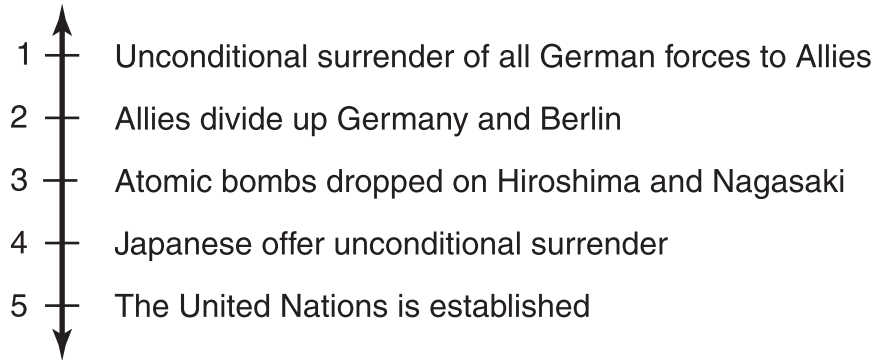 1 Unconditional surrender of all German forces to Allies
2 Allies divide up Germany and Berlin
3 Atomic bombs dropped on Hiroshima and Nagasaki
4 Japanese offer unconditional surrender
5 The United Nations is established